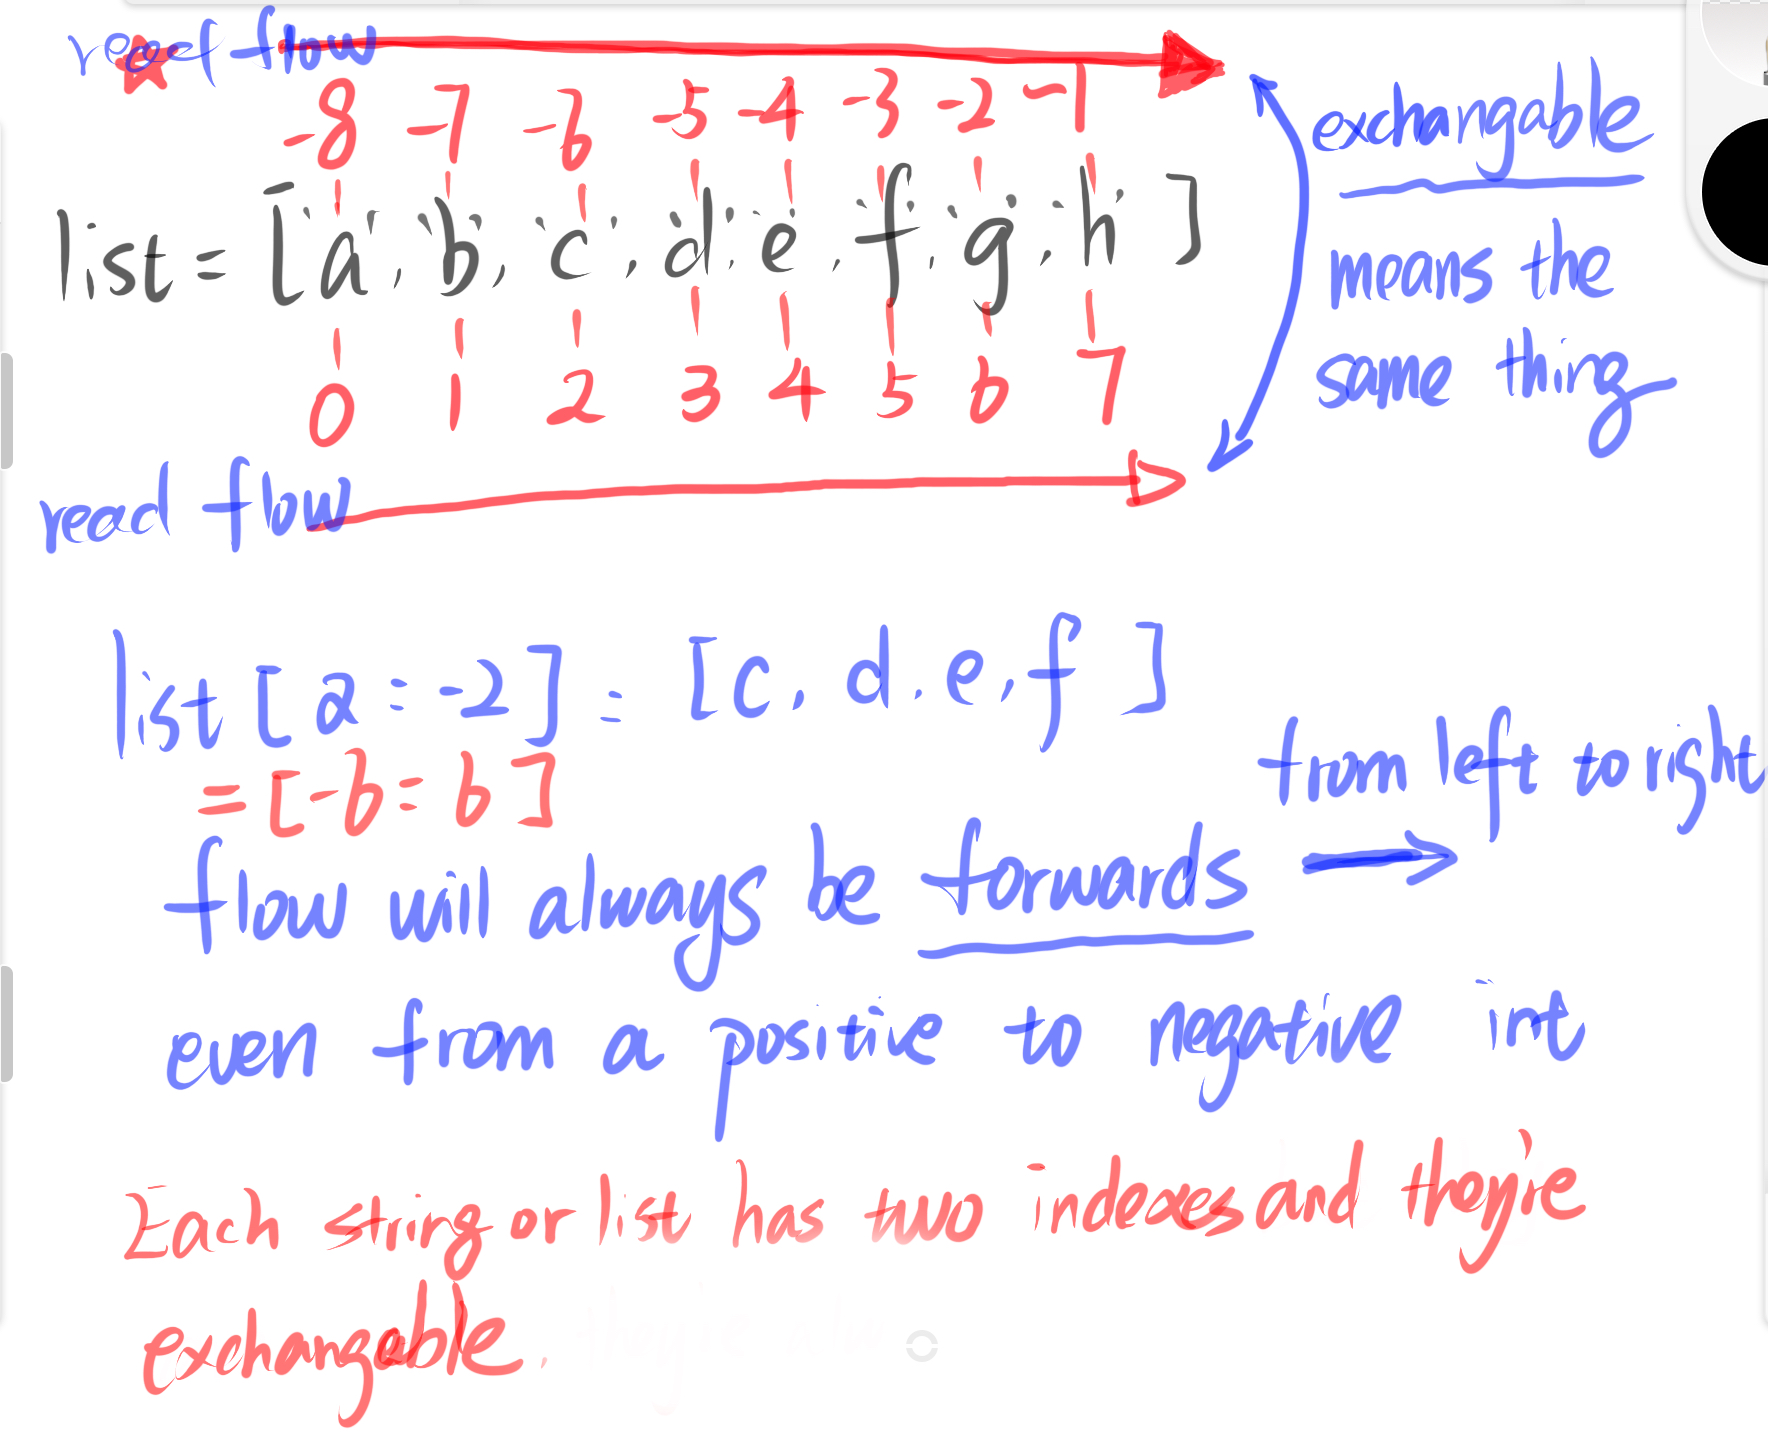 read flow
-8 -7 -6 -5 -4 -3 -2 -1
list = ['a', 'b', 'c', 'd', 'e, 'f, 'g, 'h' ]
0 1 2 3 4 5 6 7
read flow
exchangable
means the
same thing
list [ 2 : -2 ] = [c, d, e, f ]
= [-6 : 6 ]
from left to right
flow will always be forwards
even from a positive to negative int
Each string or list has two indexes and they're
exchangable.